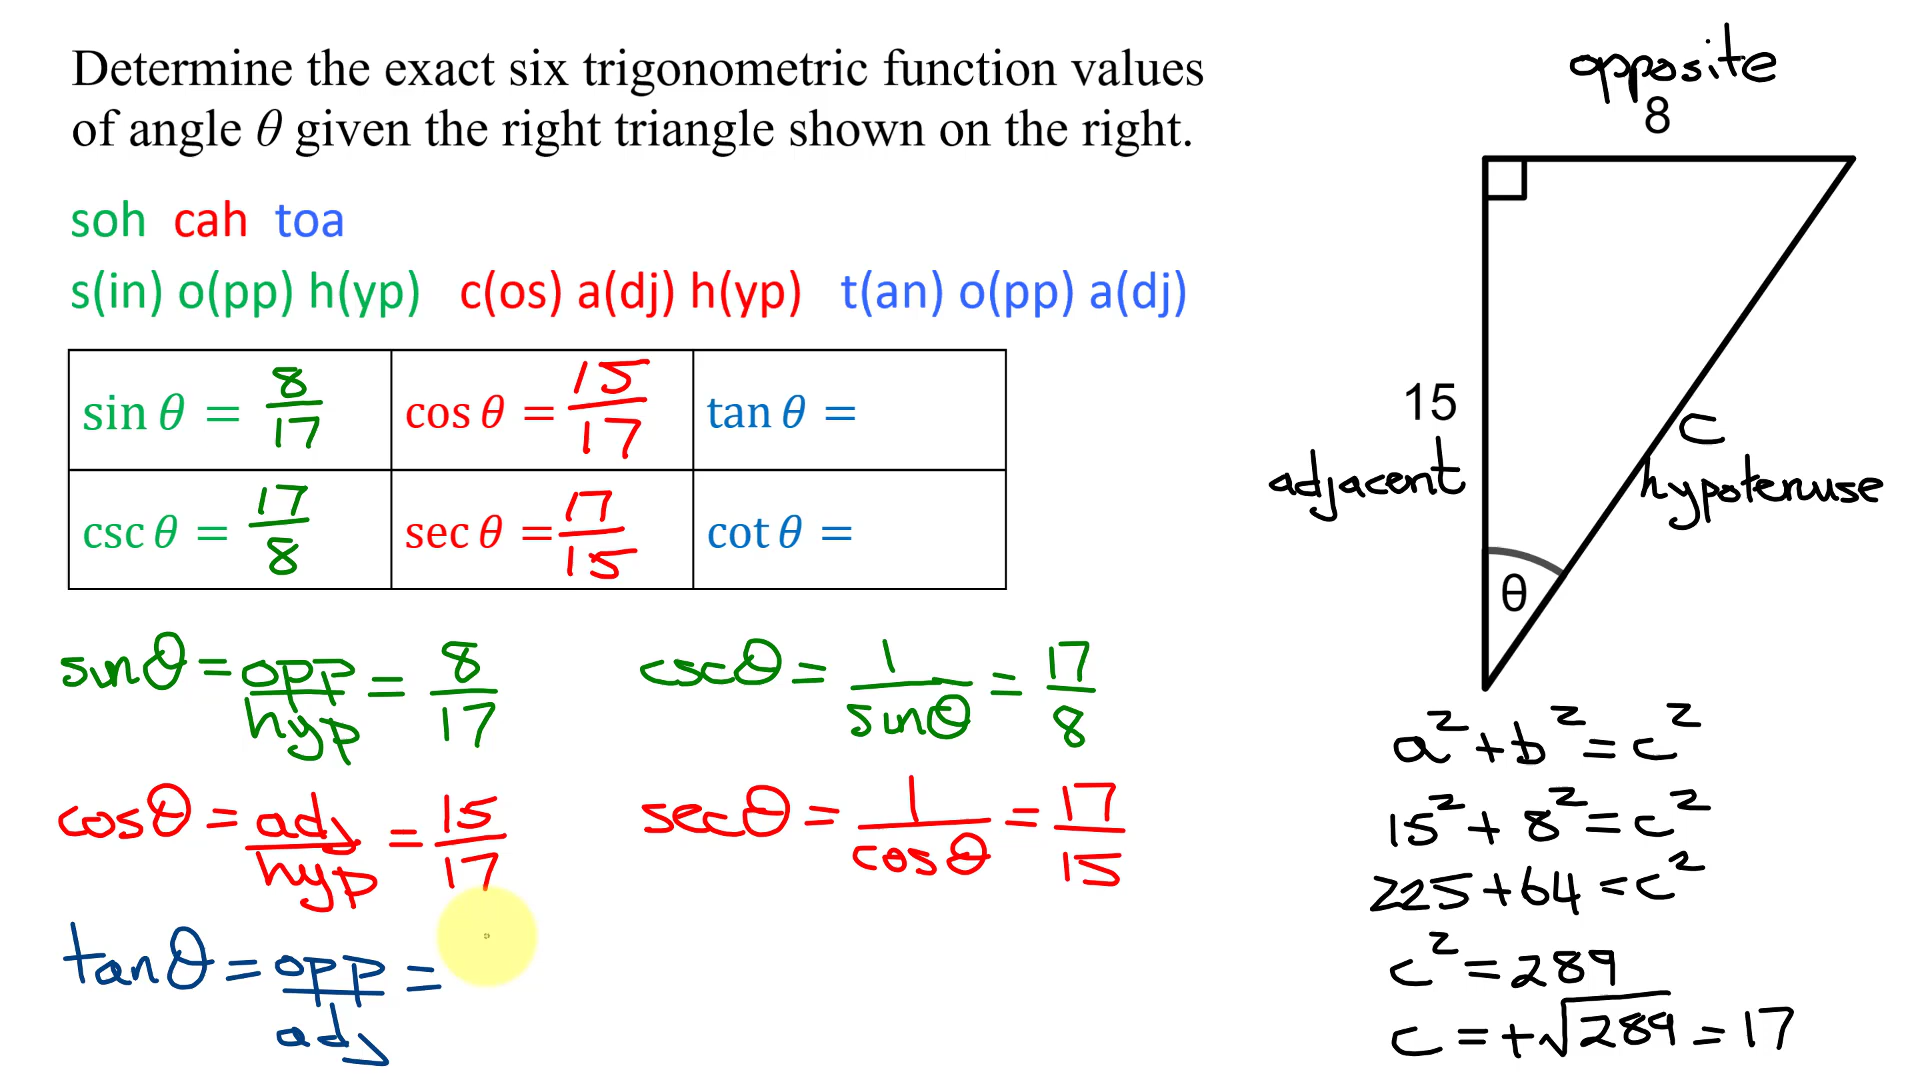 Determine the exact six trigonometric function values
of angle θ given the right triangle shown on the right.
soh cah toa
s(in) o(pp) h(yp) c(os) a(dj) h(yp) t(an) o(pp) a(dj)
sin θ = 8/17 cos θ = 15/17 tan θ =
csc θ = 17/8 sec θ = 17/15 cot θ =
sinθ = opp/hyp = 8/17 cscθ = 1/sinθ = 17/8
cosθ = adj/hyp = 15/17 secθ = 1/cosθ = 17/15
tanθ = opp/adj =
opposite
8
15
adjacent
c
hypotenuse
θ
a² + b² = c²
15² + 8² = c²
225 + 64 = c²
c² = 289
c = +√289 = 17